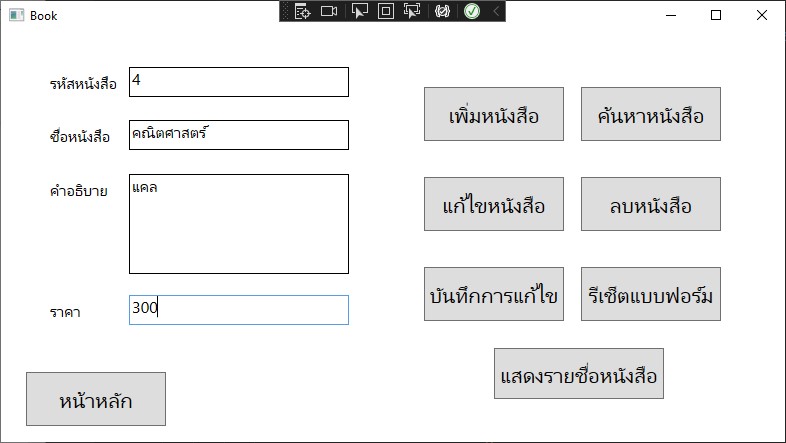 Book
รหัสหนังสือ
4
ชื่อหนังสือ
คณิตศาสตร์
คำอธิบาย
แคล
ราคา
300
หน้าหลัก
เพิ่มหนังสือ
ค้นหาหนังสือ
แก้ไขหนังสือ
ลบหนังสือ
บันทึกการแก้ไข
รีเซ็ตแบบฟอร์ม
แสดงรายชื่อหนังสือ